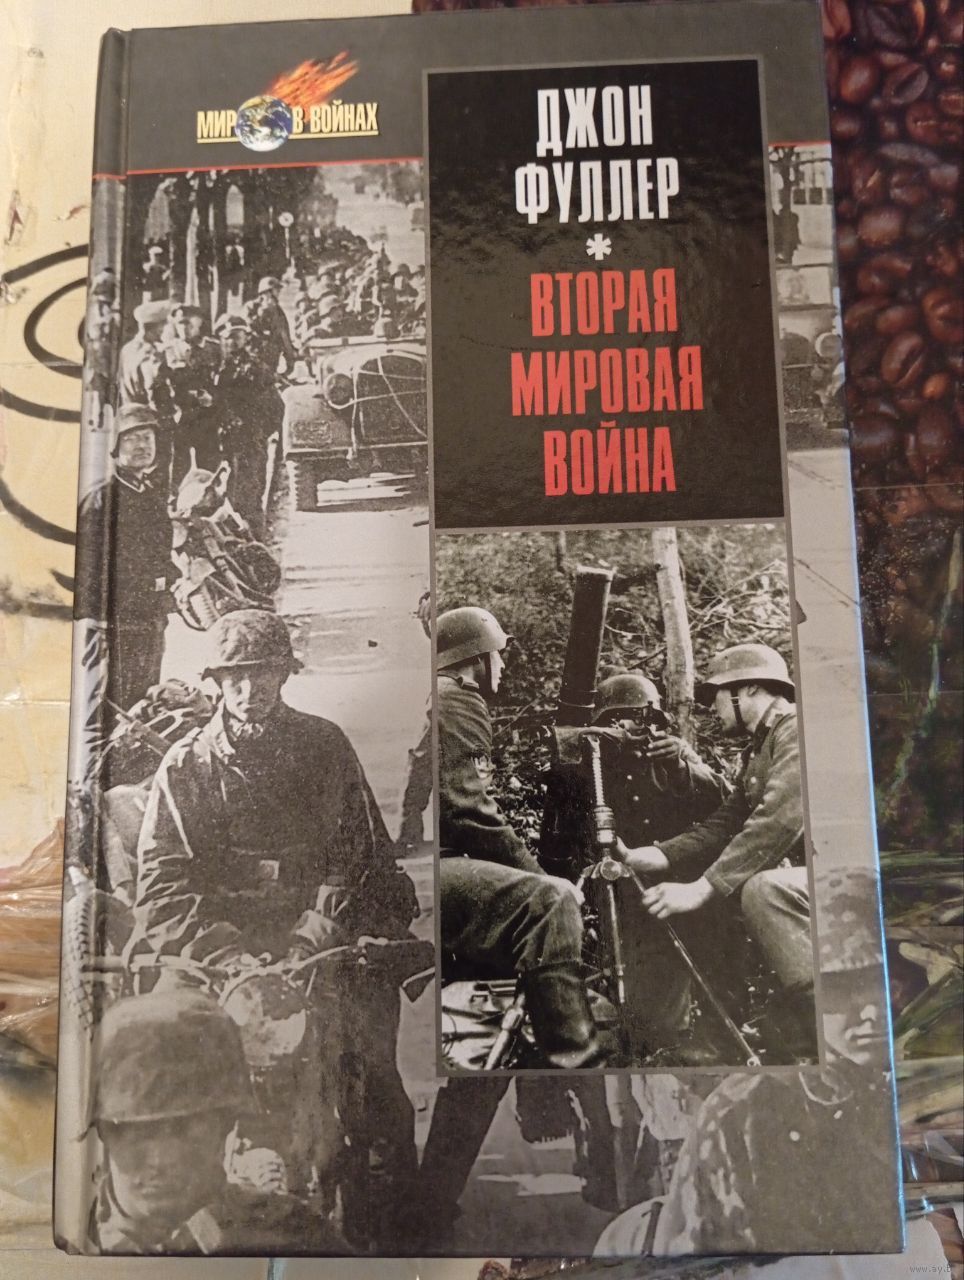 МИР В ВОЙНАХ
ДЖОН
ФУЛЛЕР
*
ВТОРАЯ
МИРОВАЯ
ВОЙНА